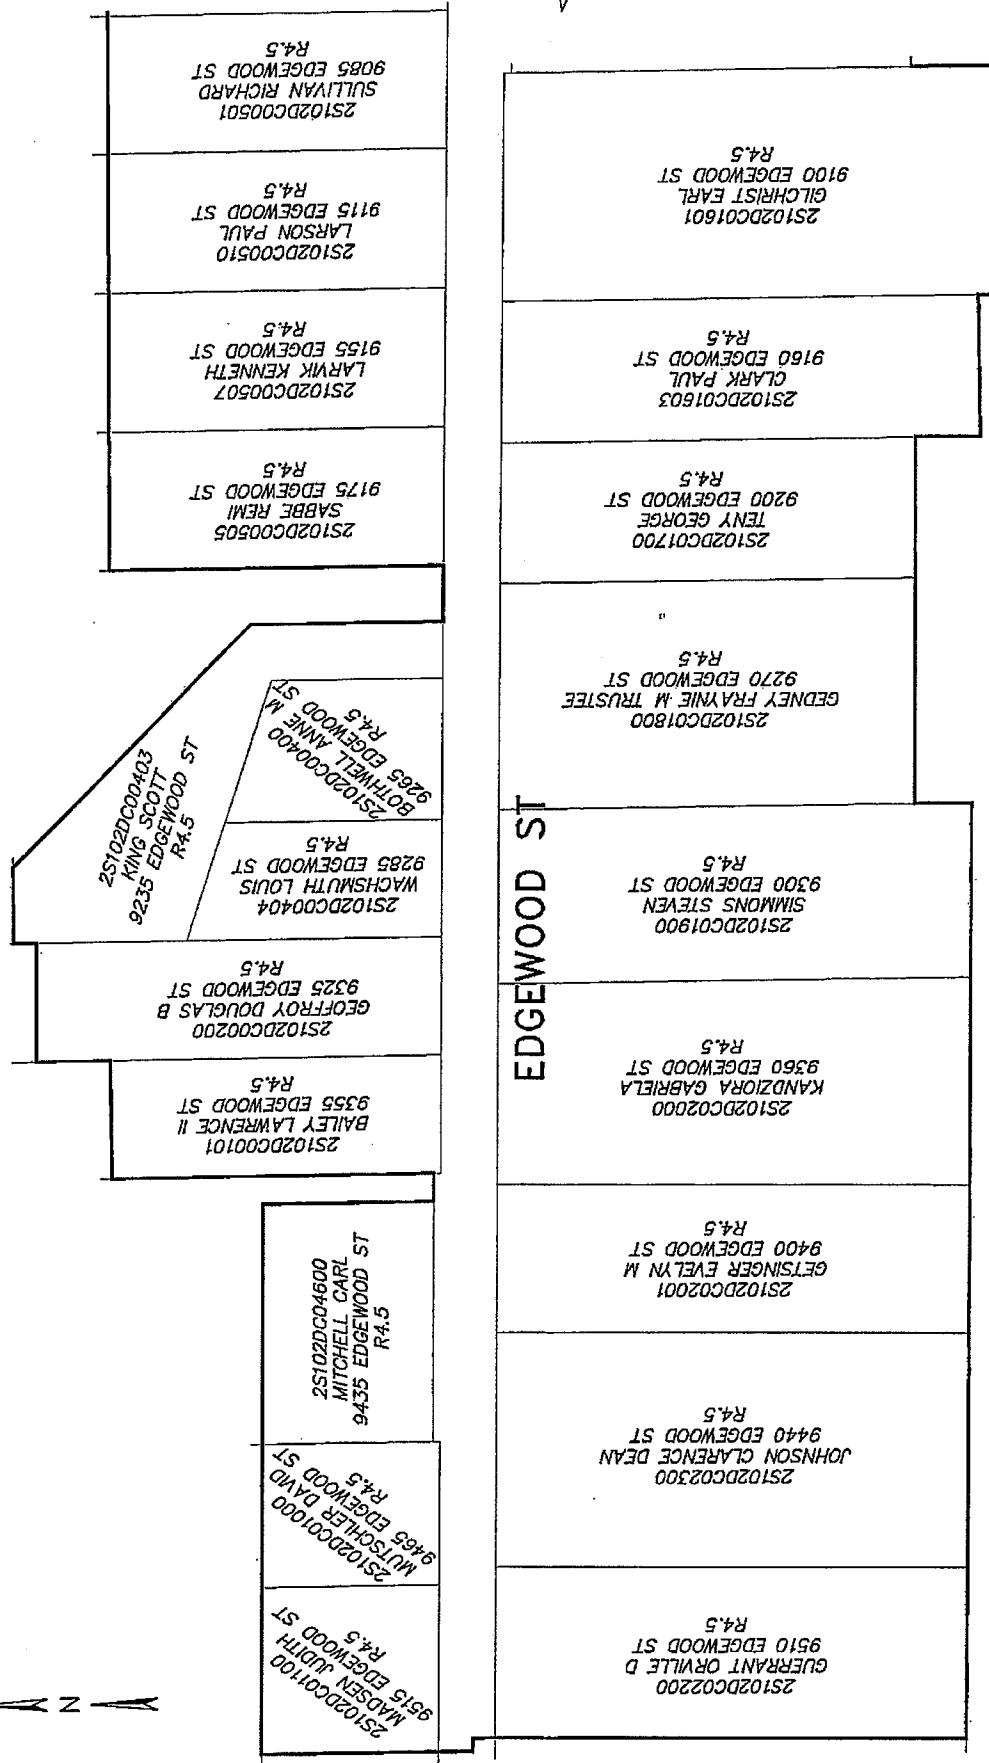 2S102DC00501
SULLIVAN RICHARD
9085 EDGEWOOD ST
R4.5
2S102DC00510
LARSON PAUL
9115 EDGEWOOD ST
R4.5
2S102DC00507
LARVIK KENNETH
9155 EDGEWOOD ST
R4.5
2S102DC00505
SABBE REMI
9175 EDGEWOOD ST
R4.5
2S102DC00403
KING SCOTT
9235 EDGEWOOD ST
R4.5
2S102DC00400
BOTHWELL ANNE M
9265 EDGEWOOD ST
R4.5
2S102DC00404
WACHSMUTH LOUIS
9285 EDGEWOOD ST
R4.5
2S102DC00200
GEOFFROY DOUGLAS B
9325 EDGEWOOD ST
R4.5
2S102DC00101
BAILEY LAWRENCE II
9355 EDGEWOOD ST
R4.5
2S102DC04600
MITCHELL CARL
9435 EDGEWOOD ST
R4.5
2S102DC01000
MUTSCHLER DAVID
9465 EDGEWOOD ST
R4.5
2S102DC01100
MADSEN JUDITH
9515 EDGEWOOD ST
R4.5
EDGEWOOD ST
2S102DC01601
GILCHRIST EARL
9100 EDGEWOOD ST
R4.5
2S102DC01603
CLARK PAUL
9160 EDGEWOOD ST
R4.5
2S102DC01700
TENY GEORGE
9200 EDGEWOOD ST
R4.5
2S102DC01800
GEDNEY FRAYNIE M TRUSTEE
9270 EDGEWOOD ST
R4.5
2S102DC01900
SIMMONS STEVEN
9300 EDGEWOOD ST
R4.5
2S102DC02000
KANDZIORA GABRIELA
9360 EDGEWOOD ST
R4.5
2S102DC02001
GETSINGER EVELYN M
9400 EDGEWOOD ST
R4.5
2S102DC02300
JOHNSON CLARENCE DEAN
9440 EDGEWOOD ST
R4.5
2S102DC02200
GUERRANT ORVILLE D
9510 EDGEWOOD ST
R4.5
N